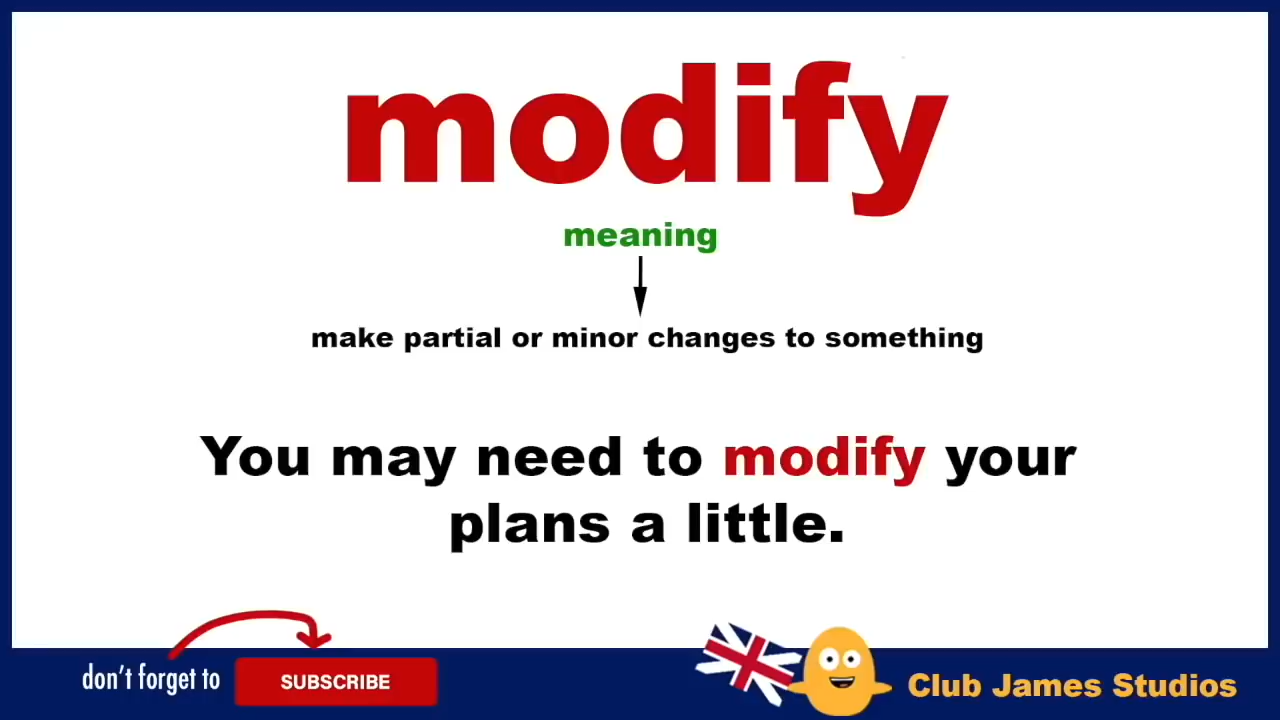 modify
meaning
make partial or minor changes to something
You may need to modify your
plans a little.
don't forget to
SUBSCRIBE
Club James Studios